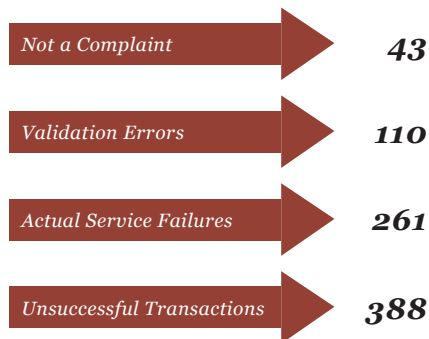 Not a Complaint 43
Validation Errors 110
Actual Service Failures 261
Unsuccessful Transactions 388